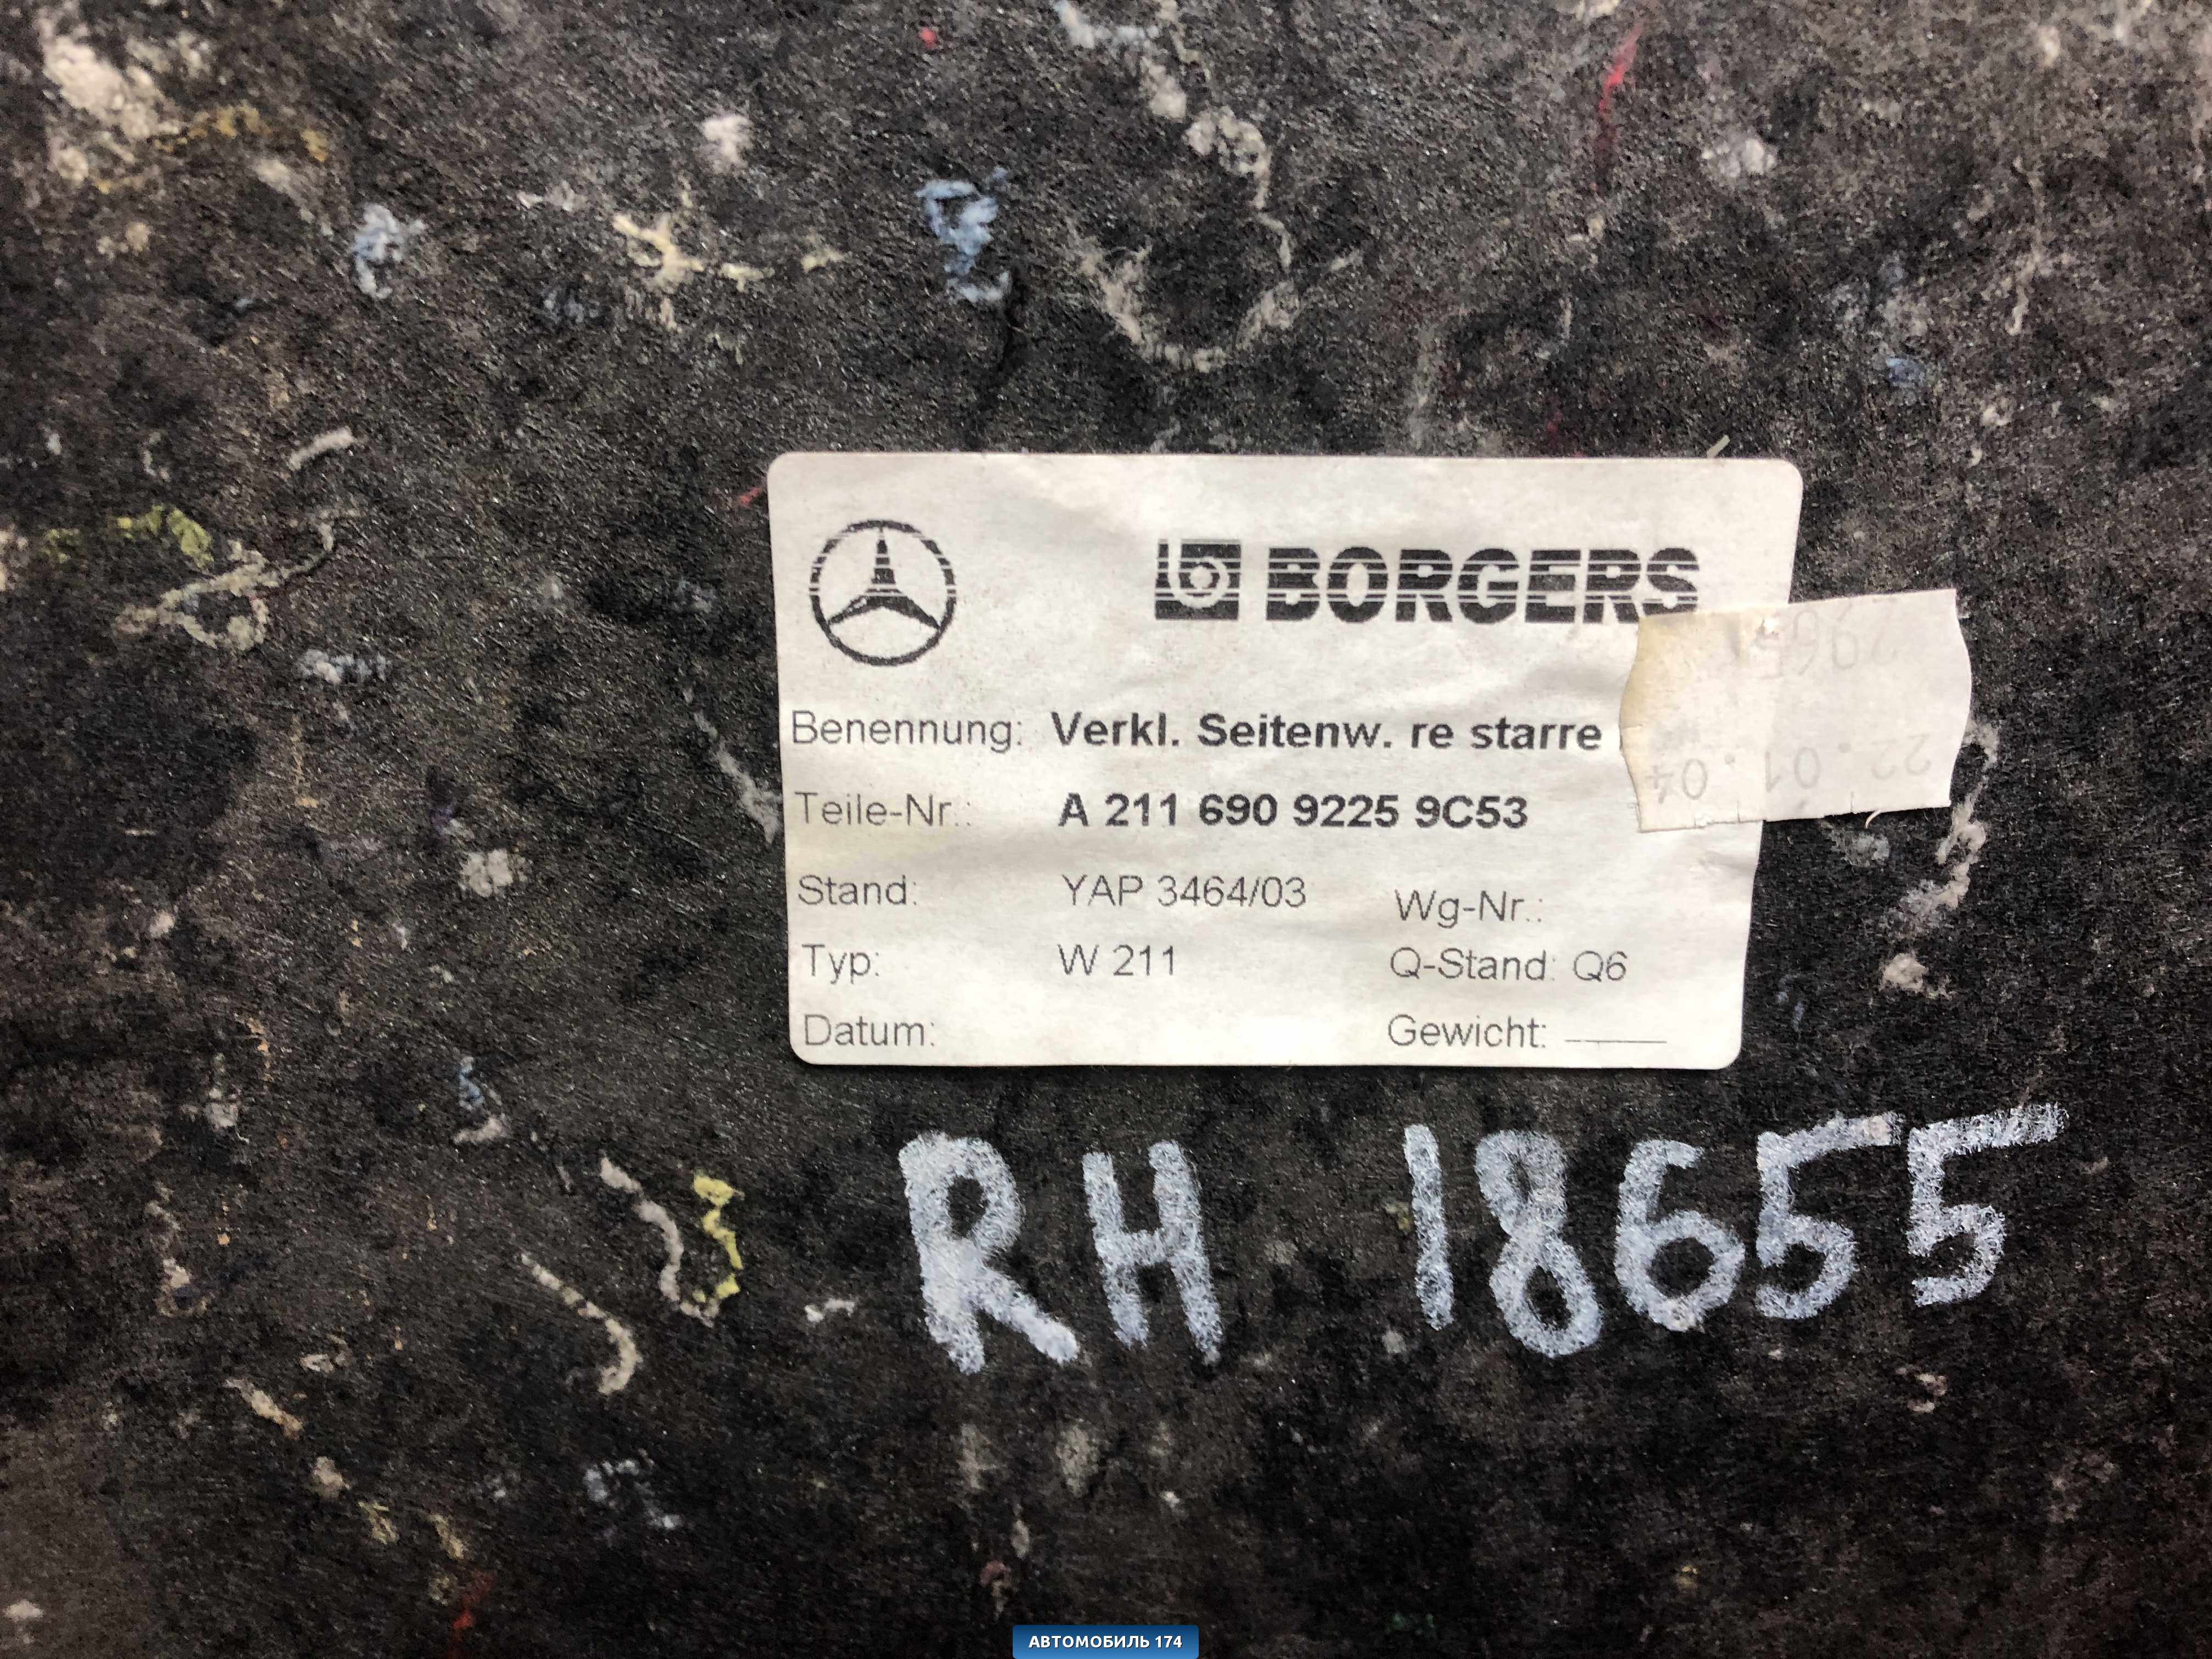 BORGERS
Benennung: Verkl. Seitenw. re starre
Teile-Nr.: A 211 690 9225 9C53
Stand: YAP 3464/03 Wg-Nr.:
Typ: W 211 Q-Stand: Q6
Datum: Gewicht:
22.01.04
RH 18655
АВТОМОБИЛЬ 174